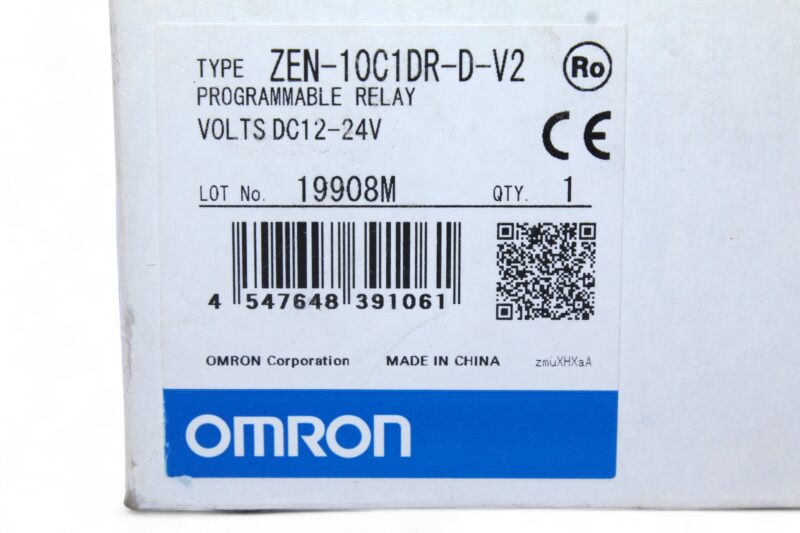 TYPE ZEN-10C1DR-D-V2 Ro
PROGRAMMABLE RELAY
VOLTS DC12-24V CE
LOT No. 19908M QTY. 1
4 547648 391061
OMRON Corporation MADE IN CHINA zmuXHXaA
OMRON